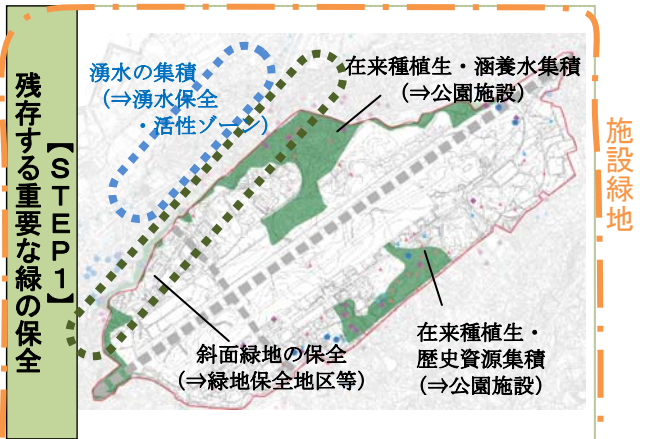 【STEP1】
残存する重要な緑の保全
湧水の集積
(⇒湧水保全
・活性ゾーン)
在来種植生・涵養水集積
(⇒公園施設)
斜面緑地の保全
(⇒緑地保全地区等)
在来種植生・
歴史資源集積
(⇒公園施設)
施設緑地